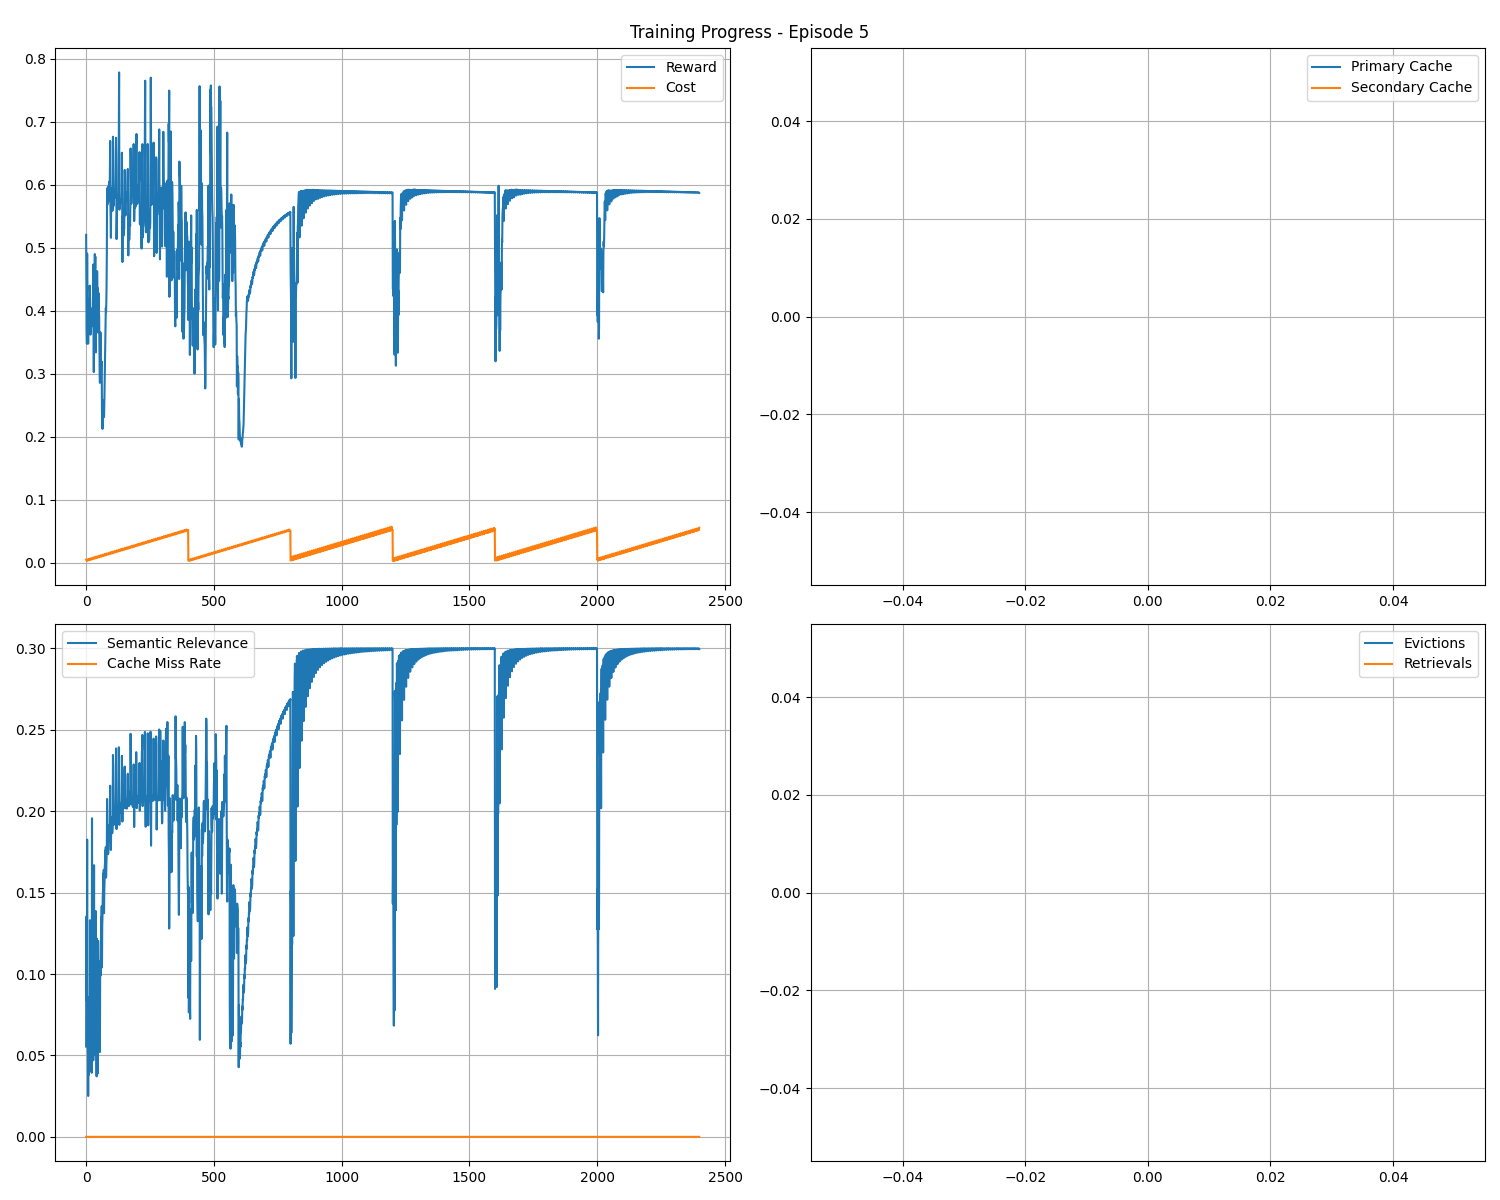 Training Progress - Episode 5
0.8
0.7
0.6
0.5
0.4
0.3
0.2
0.1
0.0
Reward
Cost
0 500 1000 1500 2000 2500
0.04
0.02
0.00
−0.02
−0.04
Primary Cache
Secondary Cache
−0.04 −0.02 0.00 0.02 0.04
0.30
0.25
0.20
0.15
0.10
0.05
0.00
Semantic Relevance
Cache Miss Rate
0 500 1000 1500 2000 2500
0.04
0.02
0.00
−0.02
−0.04
Evictions
Retrievals
−0.04 −0.02 0.00 0.02 0.04